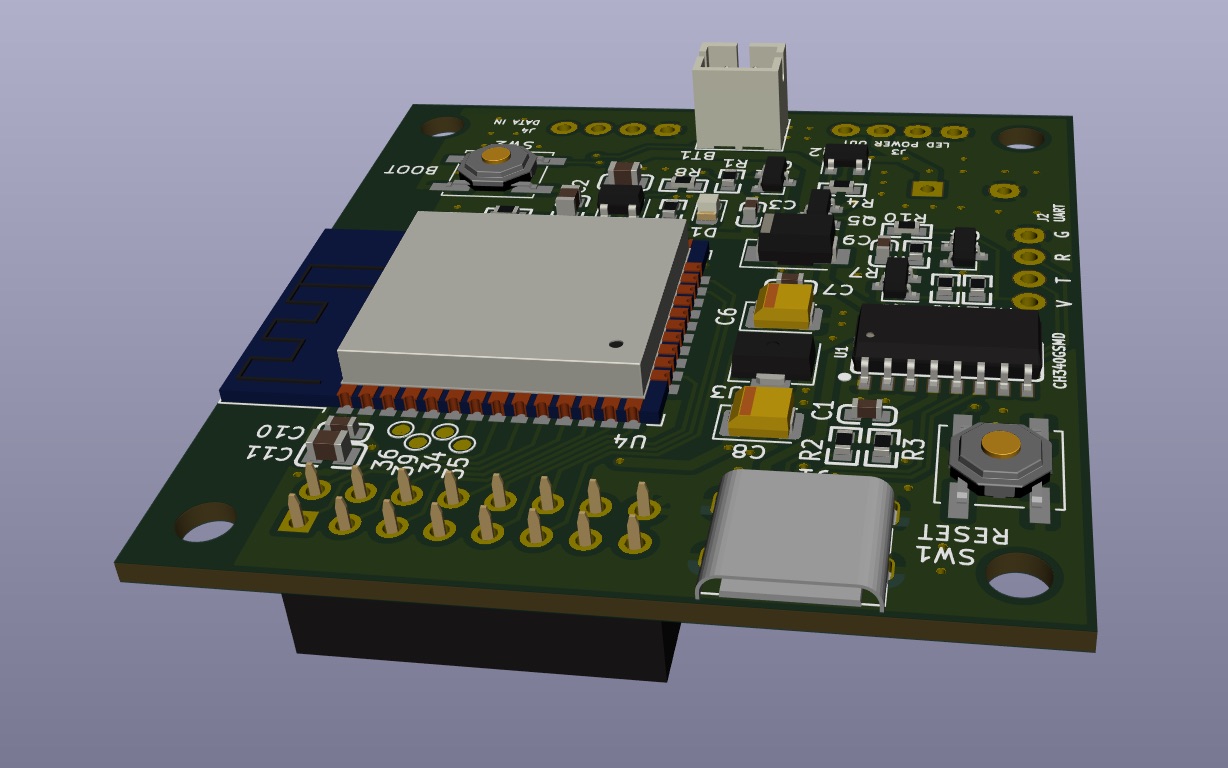 DATA IN
J4
SW2
BOOT
BT1
LED POWER OUT
J3
R1
R8
C3
R4
Q5
R10
J2
UART
D1
C9
R7
G
R
T
V
C7
C6
U1
CH340GSMD
C1
C8
R2
R3
U4
C10
C11
36
39
34
35
RESET
SW1